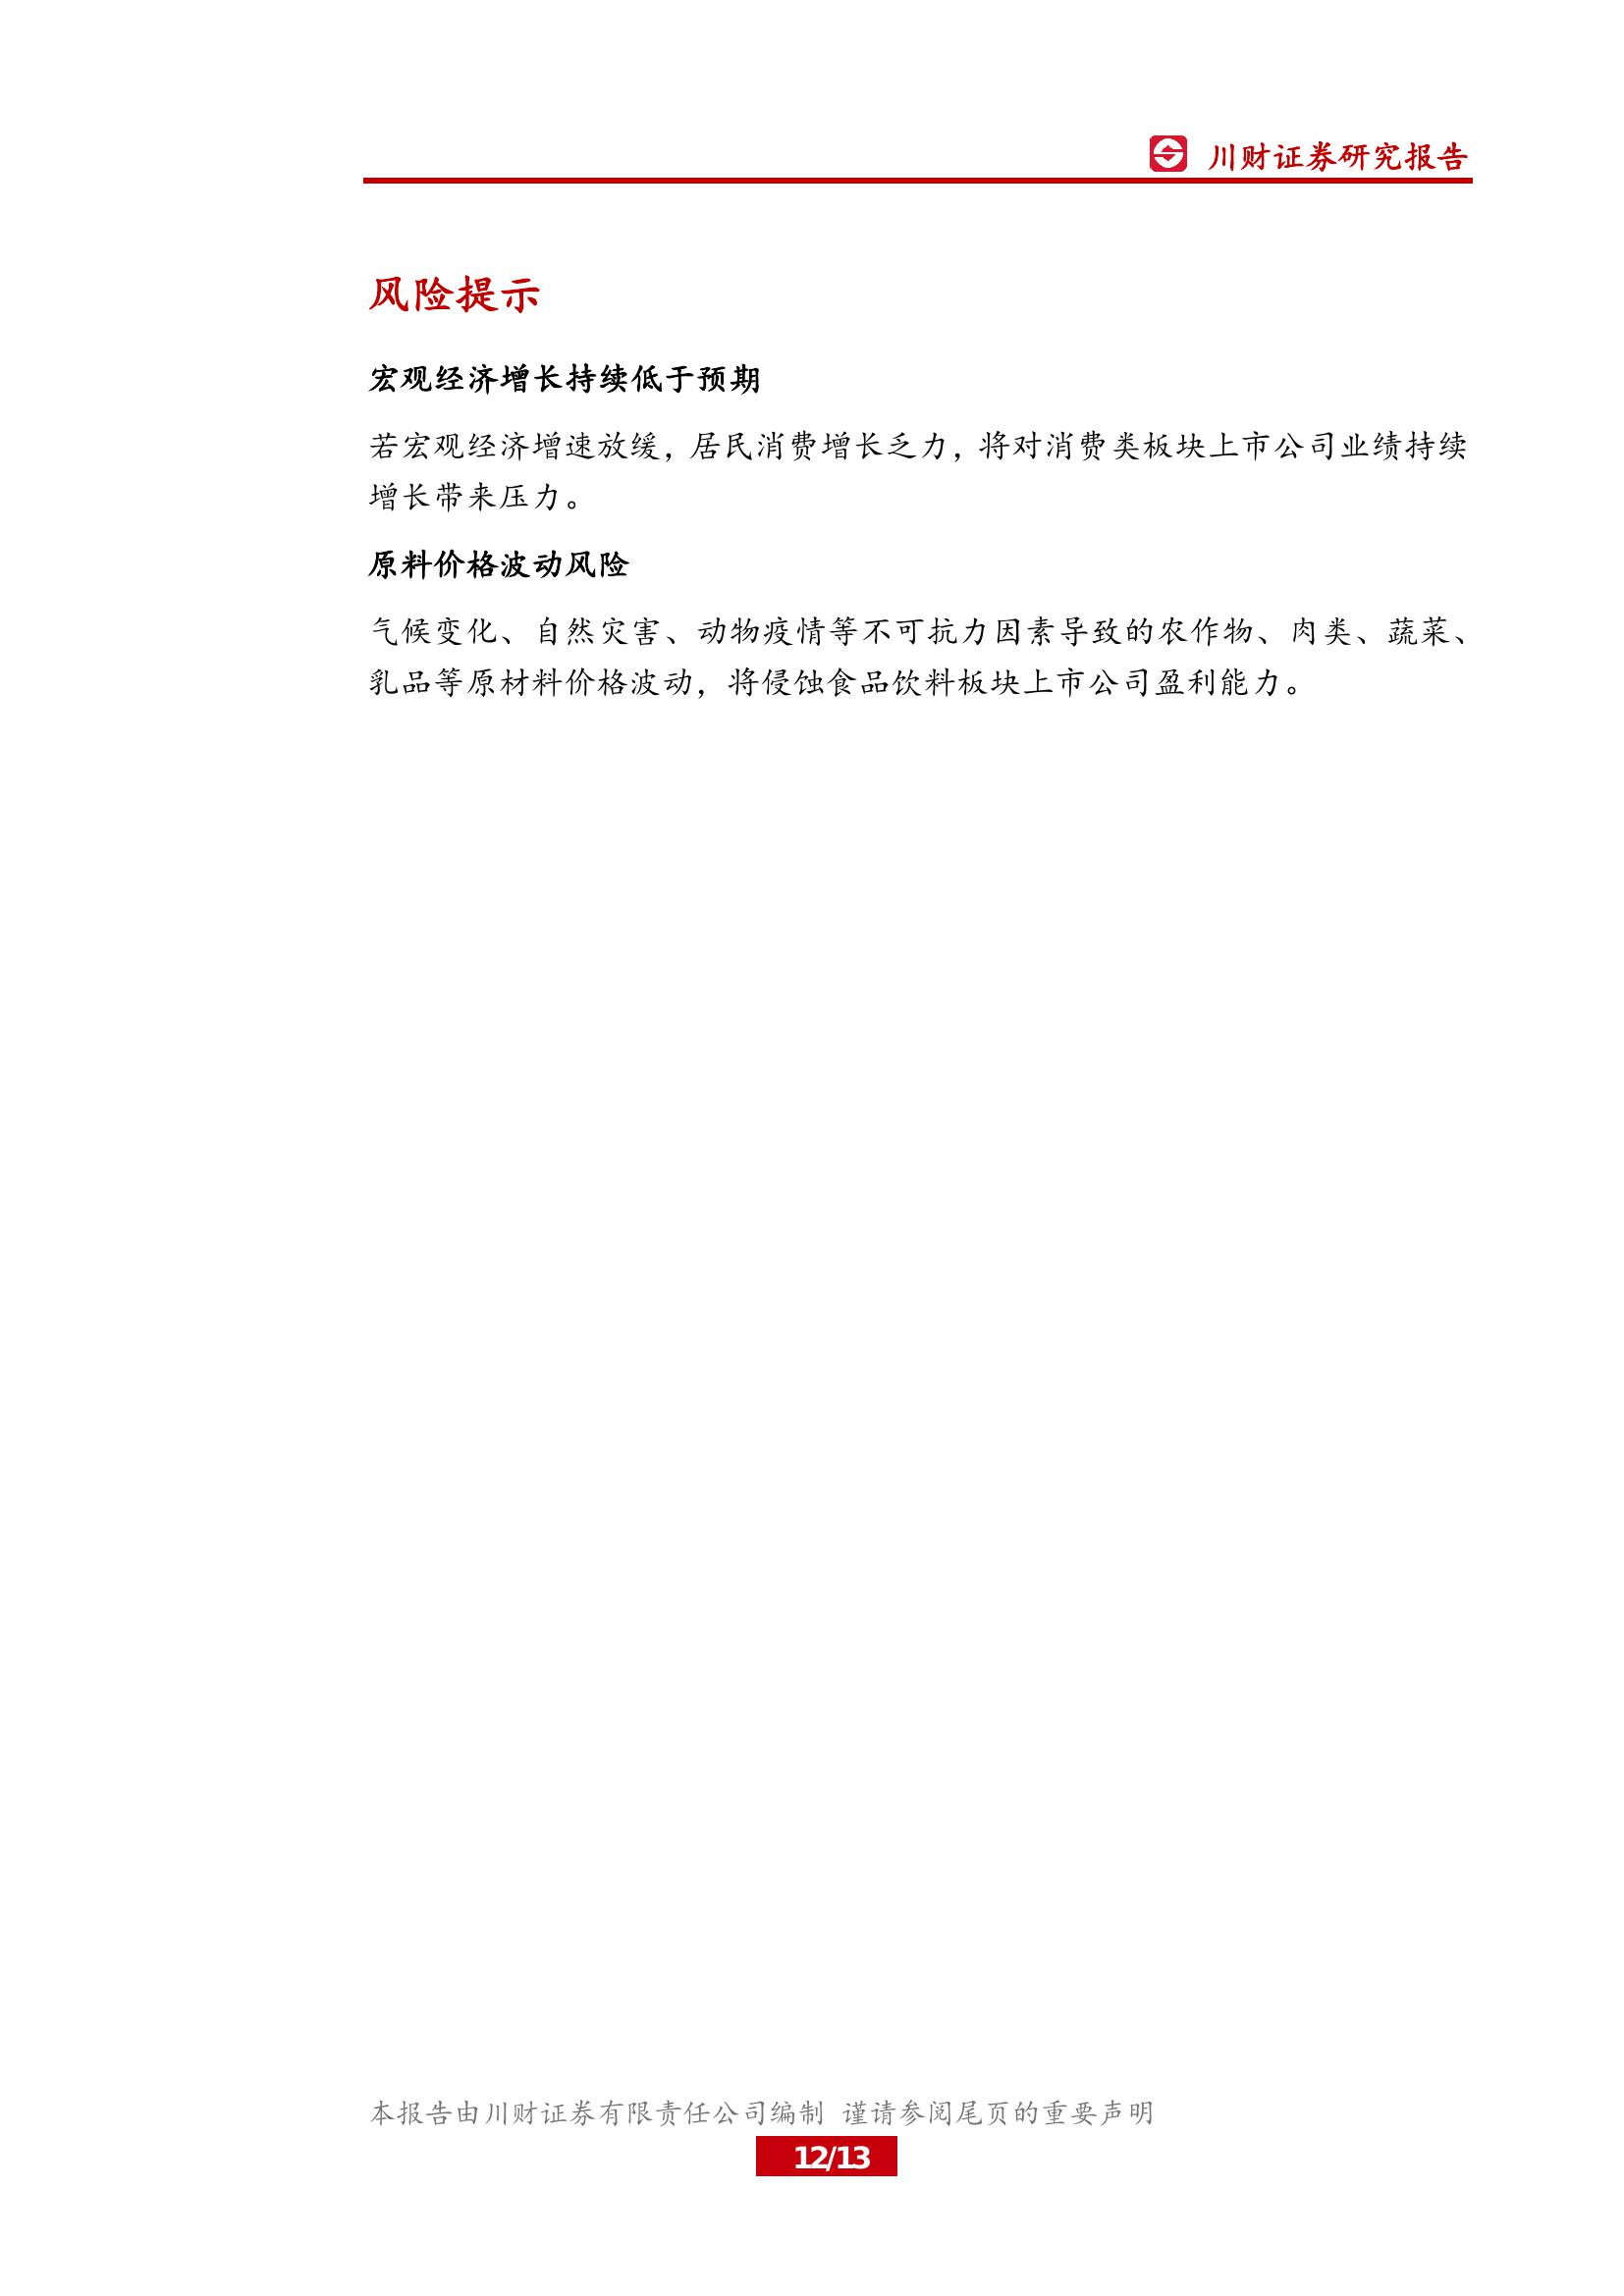 川财证券研究报告
风险提示
宏观经济增长持续低于预期
若宏观经济增速放缓，居民消费增长乏力，将对消费类板块上市公司业绩持续
增长带来压力。
原料价格波动风险
气候变化、自然灾害、动物疫情等不可抗力因素导致的农作物、肉类、蔬菜、
乳品等原材料价格波动，将侵蚀食品饮料板块上市公司盈利能力。
本报告由川财证券有限责任公司编制 谨请参阅尾页的重要声明
12/13